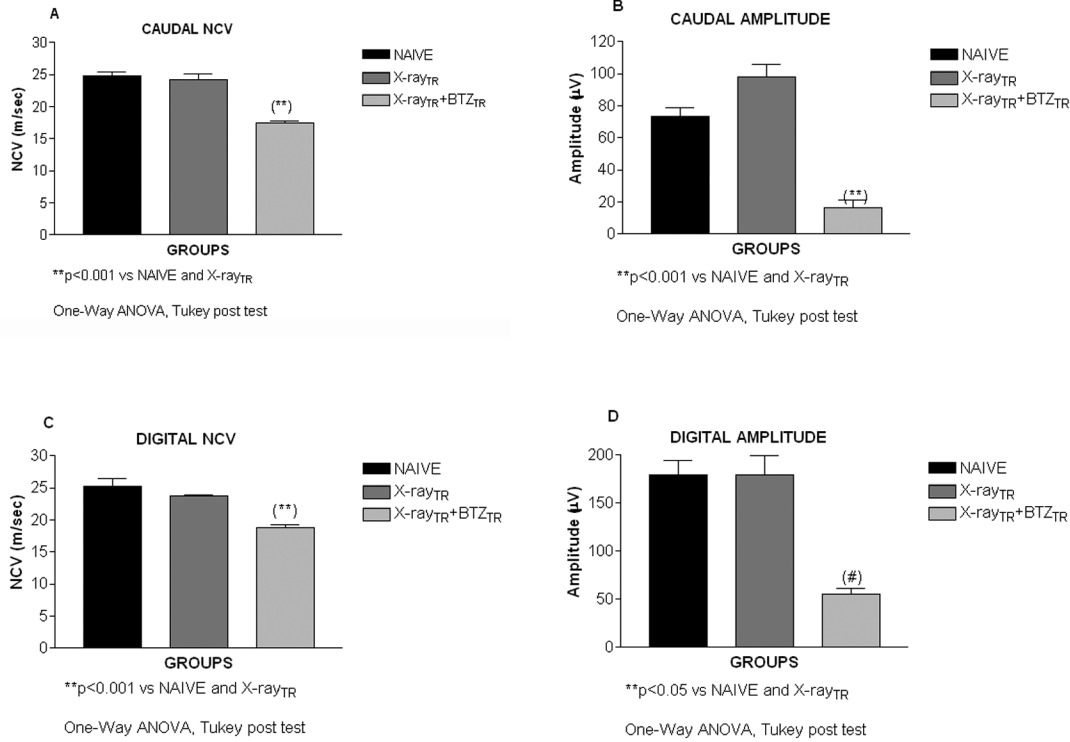 A
CAUDAL NCV
NCV (m/sec)
30
25
20
15
10
5
0
(**)
GROUPS
NAIVE
X-rayTR
X-rayTR+BTZTR
**p<0.001 vs NAIVE and X-rayTR
One-Way ANOVA, Tukey post test
B
CAUDAL AMPLITUDE
Amplitude (µV)
120
100
80
60
40
20
0
(**)
GROUPS
NAIVE
X-rayTR
X-rayTR+BTZTR
**p<0.001 vs NAIVE and X-rayTR
One-Way ANOVA, Tukey post test
C
DIGITAL NCV
NCV (m/sec)
30
25
20
15
10
5
0
(**)
GROUPS
NAIVE
X-rayTR
X-rayTR+BTZTR
**p<0.001 vs NAIVE and X-rayTR
One-Way ANOVA, Tukey post test
D
DIGITAL AMPLITUDE
Amplitude (µV)
200
150
100
50
0
(#)
GROUPS
NAIVE
X-rayTR
X-rayTR+BTZTR
**p<0.05 vs NAIVE and X-rayTR
One-Way ANOVA, Tukey post test